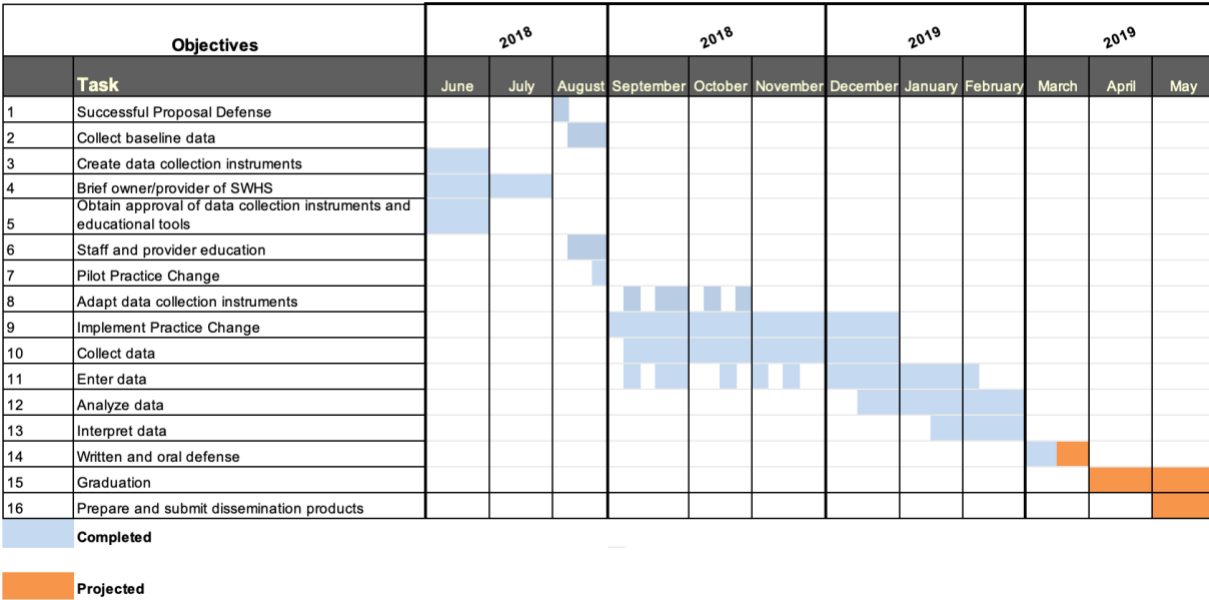 Objectives 2018 2018 2019 2019
Task June July August September October November December January February March April May
1 Successful Proposal Defense
2 Collect baseline data
3 Create data collection instruments
4 Brief owner/provider of SWHS
5 Obtain approval of data collection instruments and
educational tools
6 Staff and provider education
7 Pilot Practice Change
8 Adapt data collection instruments
9 Implement Practice Change
10 Collect data
11 Enter data
12 Analyze data
13 Interpret data
14 Written and oral defense
15 Graduation
16 Prepare and submit dissemination products
Completed
Projected